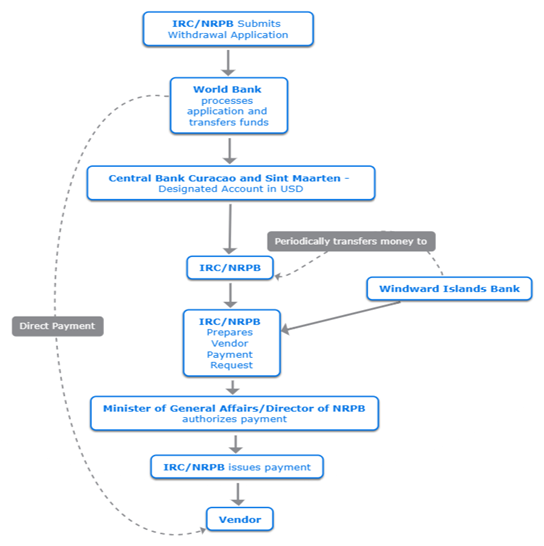 IRC/NRPB Submits
Withdrawal Application
World Bank
processes
application and
transfers funds
Central Bank Curacao and Sint Maarten -
Designated Account in USD
Periodically transfers money to
IRC/NRPB
Windward Islands Bank
IRC/NRPB
Prepares
Vendor
Payment
Request
Direct Payment
Minister of General Affairs/Director of NRPB
authorizes payment
IRC/NRPB issues payment
Vendor